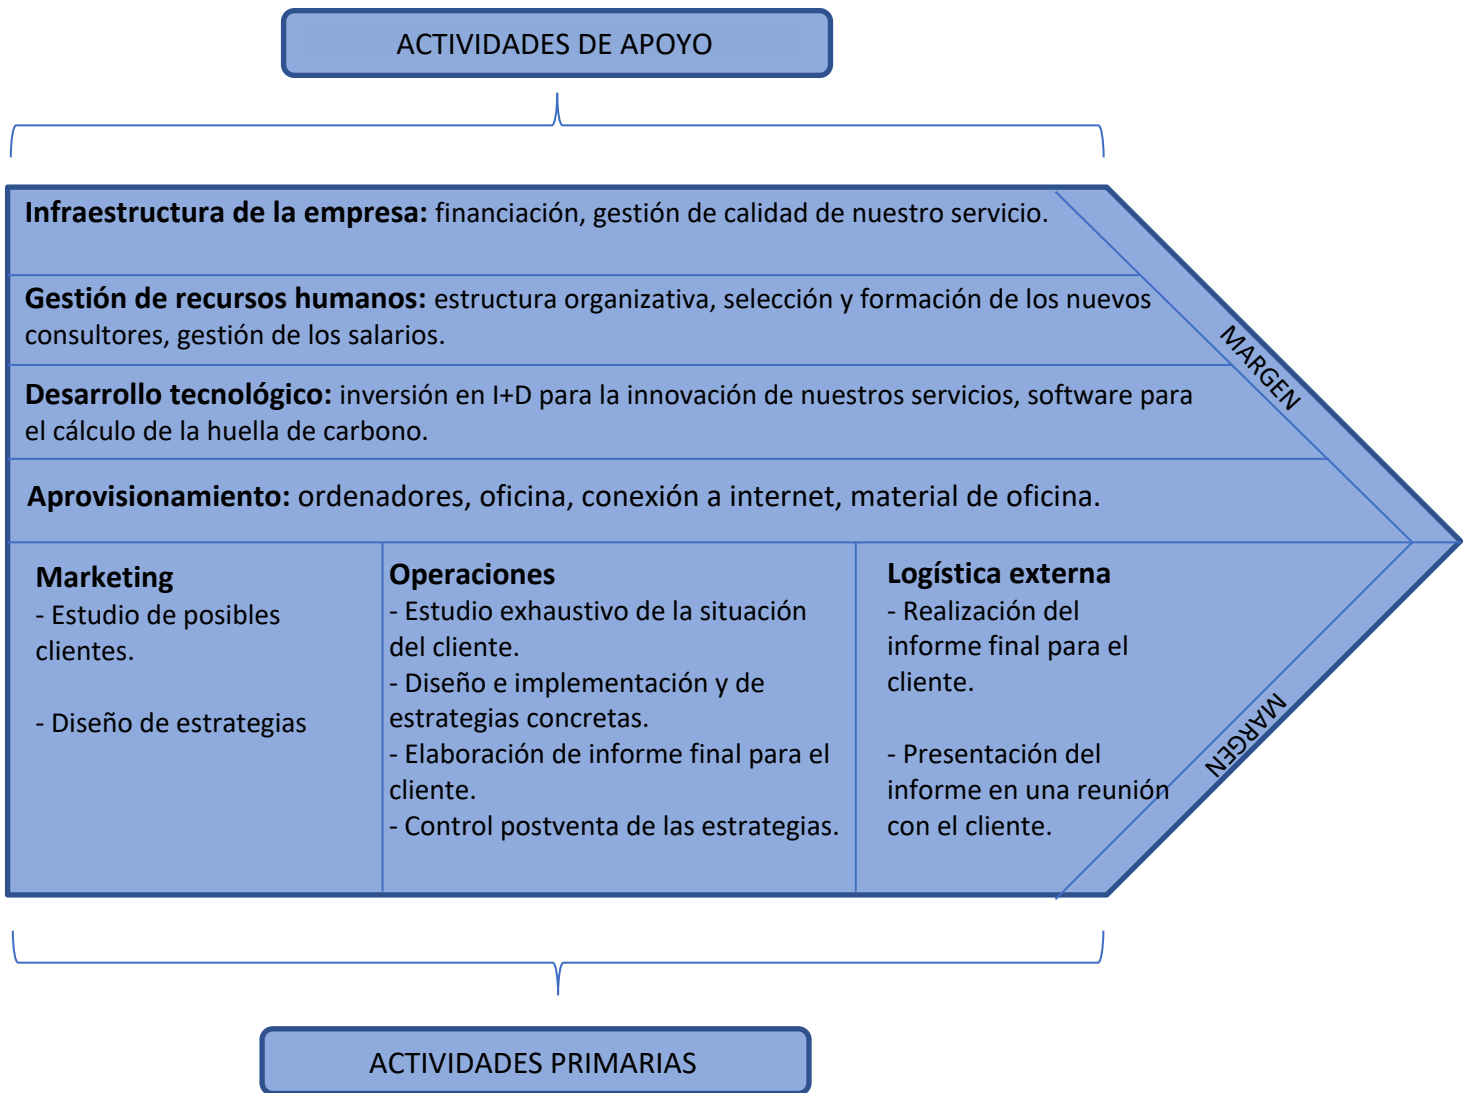 ACTIVIDADES DE APOYO
Infraestructura de la empresa: financiación, gestión de calidad de nuestro servicio.
Gestión de recursos humanos: estructura organizativa, selección y formación de los nuevos
consultores, gestión de los salarios.
Desarrollo tecnológico: inversión en I+D para la innovación de nuestros servicios, software para
el cálculo de la huella de carbono.
Aprovisionamiento: ordenadores, oficina, conexión a internet, material de oficina.
MARGEN
Marketing
- Estudio de posibles
clientes.
- Diseño de estrategias
Operaciones
- Estudio exhaustivo de la situación
del cliente.
- Diseño e implementación y de
estrategias concretas.
- Elaboración de informe final para el
cliente.
- Control postventa de las estrategias.
Logística externa
- Realización del
informe final para el
cliente.
- Presentación del
informe en una reunión
con el cliente.
MARGEN
ACTIVIDADES PRIMARIAS